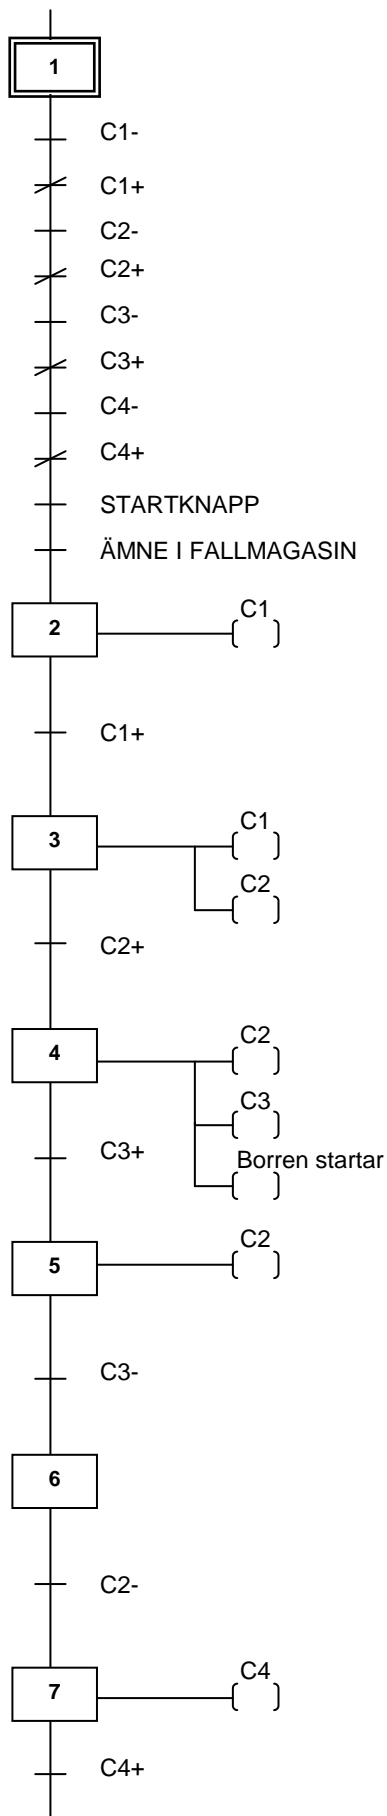 1
C1-
C1+
C2-
C2+
C3-
C3+
C4-
C4+
STARTKNAPP
ÄMNE I FALLMAGASIN
2
C1
C1+
3
C1
C2
C2+
4
C2
C3
C3+
Borren startar
5
C2
C3-
6
C2-
7
C4
C4+